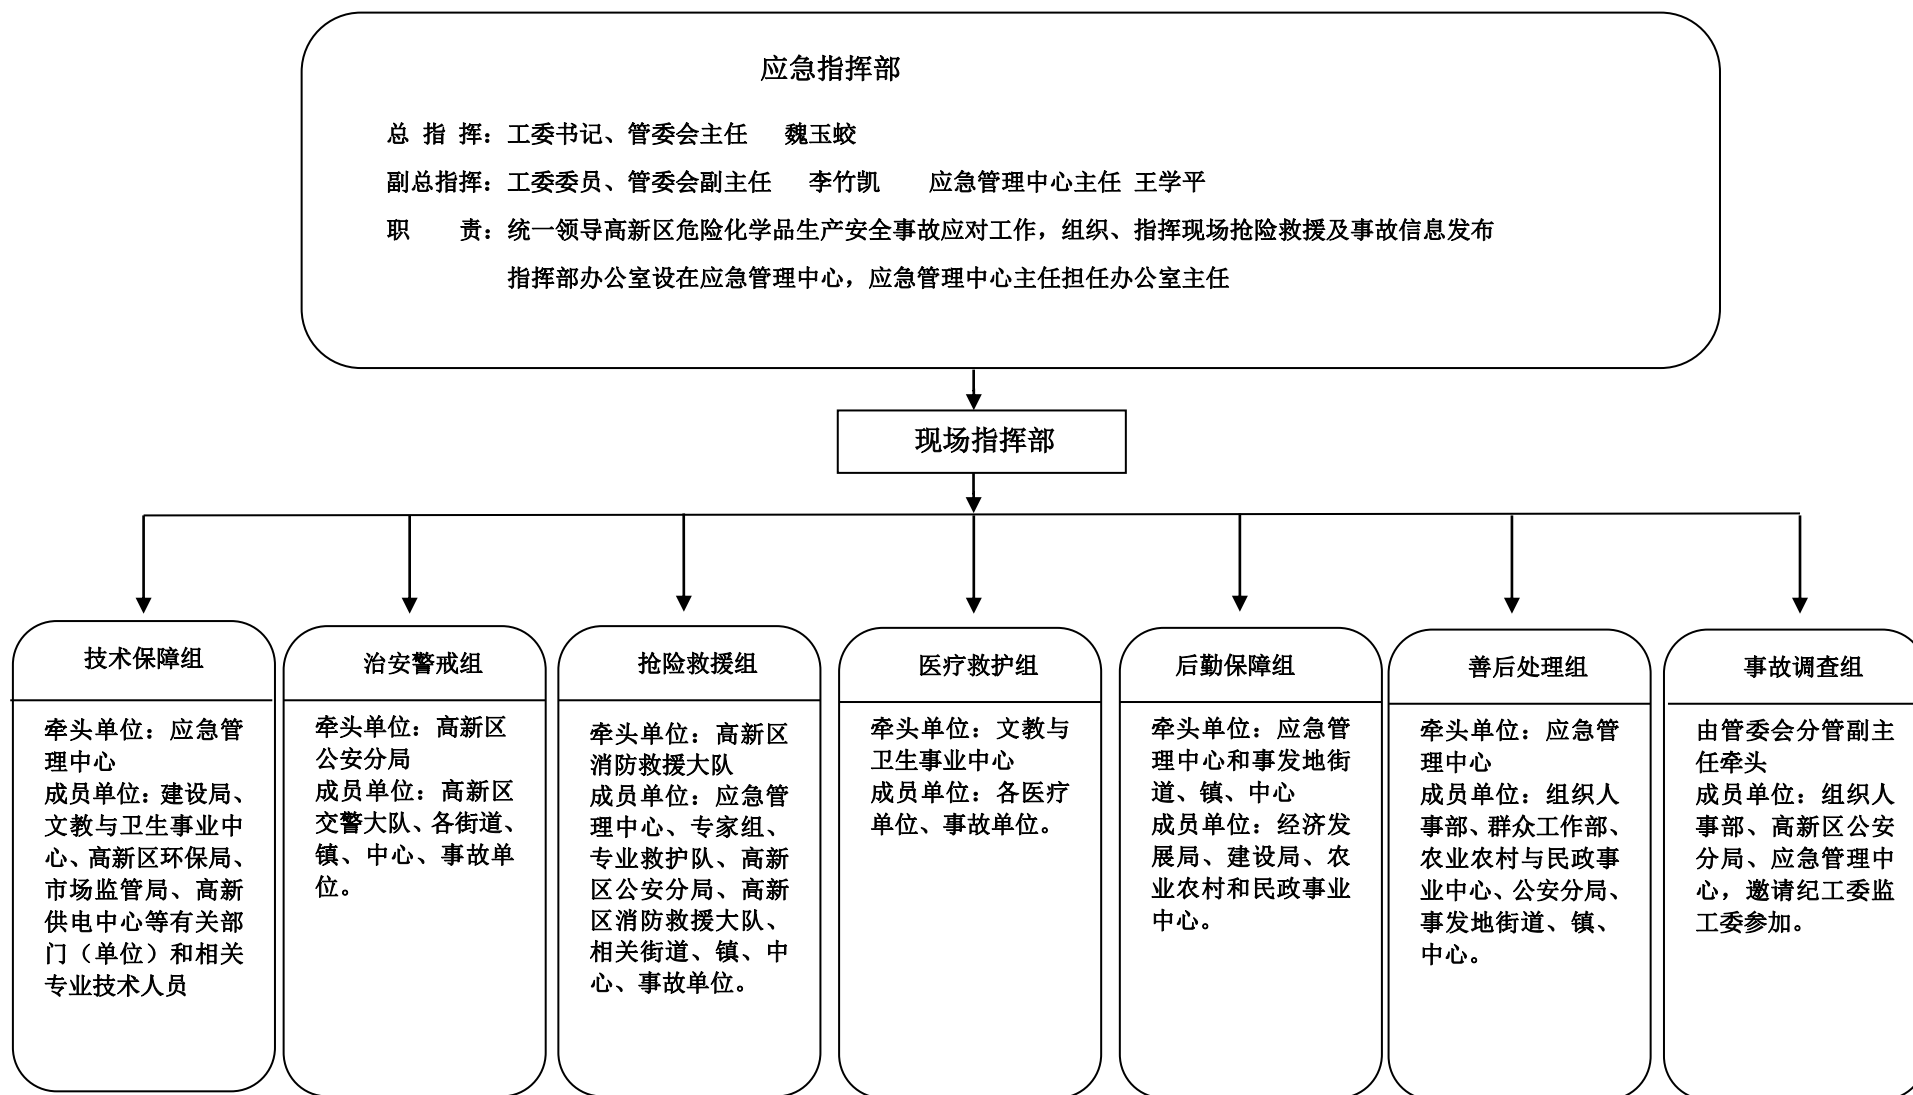 应急指挥部
总 指 挥：工委书记、管委会主任 魏玉蛟
副总指挥：工委委员、管委会副主任 李竹凯 应急管理中心主任 王学平
职 责：统一领导高新区危险化学品生产安全事故应对工作，组织、指挥现场抢险救援及事故信息发布
指挥部办公室设在应急管理中心，应急管理中心主任担任办公室主任
现场指挥部
技术保障组
牵头单位：应急管
理中心
成员单位：建设局、
文教与卫生事业中
心、高新区环保局、
市场监管局、高新
供电中心等有关部
门（单位）和相关
专业技术人员
治安警戒组
牵头单位：高新区
公安分局
成员单位：高新区
交警大队、各街道、
镇、中心、事故单
位。
抢险救援组
牵头单位：高新区
消防救援大队
成员单位：应急管
理中心、专家组、
专业救护队、高新
区公安分局、高新
区消防救援大队、
相关街道、镇、中
心、事故单位。
医疗救护组
牵头单位：文教与
卫生事业中心
成员单位：各医疗
单位、事故单位。
后勤保障组
牵头单位：应急管
理中心和事发地街
道、镇、中心
成员单位：经济发
展局、建设局、农
业农村和民政事业
中心。
善后处理组
牵头单位：应急管
理中心
成员单位：组织人
事部、群众工作部、
农业农村与民政事
业中心、公安分局、
事发地街道、镇、
中心。
事故调查组
由管委会分管副主
任牵头
成员单位：组织人
事部、高新区公安
分局、应急管理中
心，邀请纪工委监
工委参加。